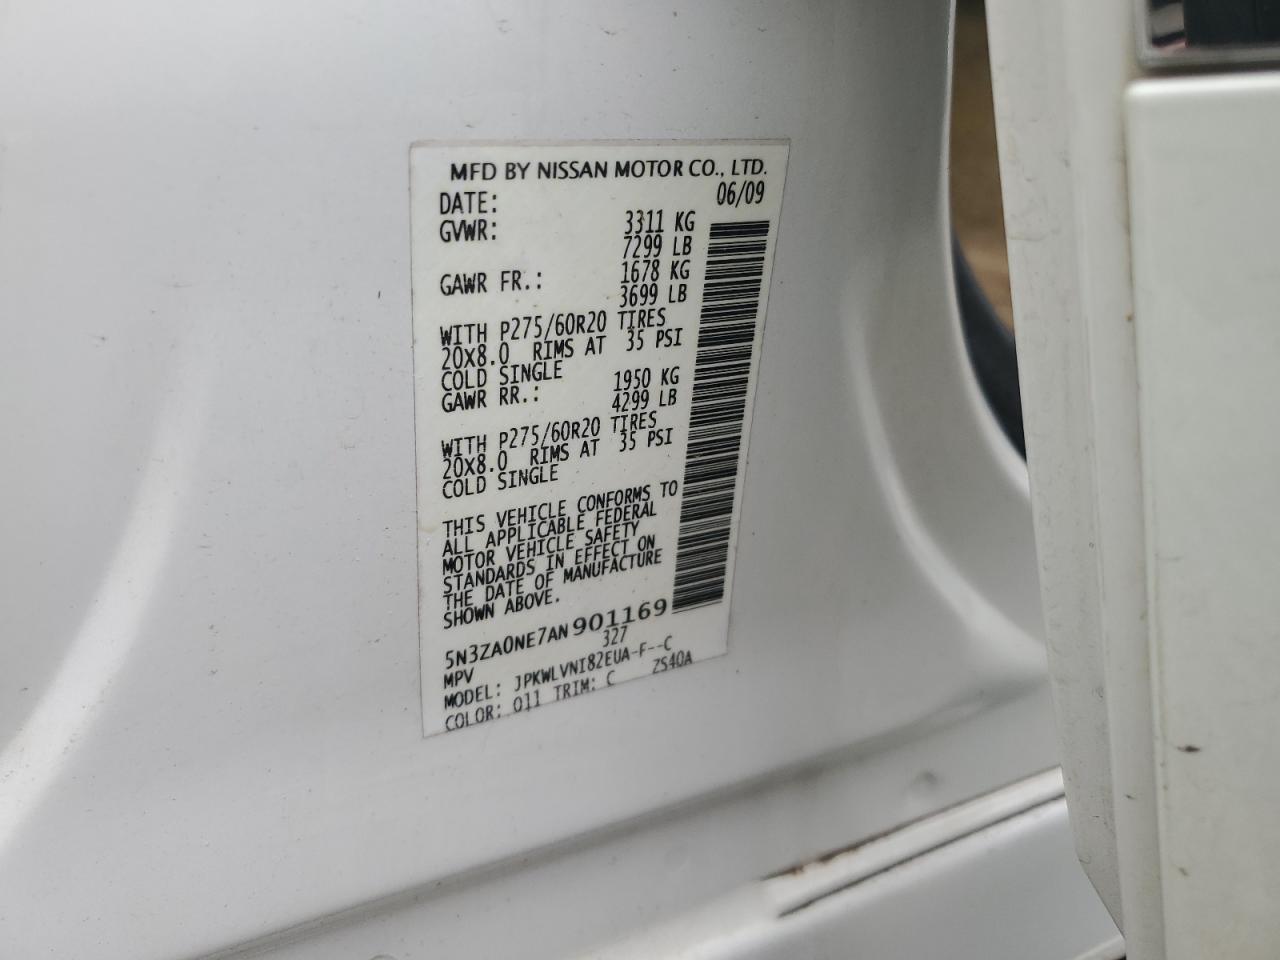 MFD BY NISSAN MOTOR CO., LTD.
DATE: 06/09
GVWR: 3311 KG
7299 LB
GAWR FR.: 1678 KG
3699 LB
WITH P275/60R20 TIRES
20X8.0 RIMS AT 35 PSI
COLD SINGLE
GAWR RR.: 1950 KG
4299 LB
WITH P275/60R20 TIRES
20X8.0 RIMS AT 35 PSI
COLD SINGLE
THIS VEHICLE CONFORMS TO
ALL APPLICABLE FEDERAL
MOTOR VEHICLE SAFETY
STANDARDS IN EFFECT ON
THE DATE OF MANUFACTURE
SHOWN ABOVE.
5N3ZA0NE7AN901169
MPV 327
MODEL: JPKWLVNI82EUA-F--C
COLOR: 011 TRIM: C ZS40A